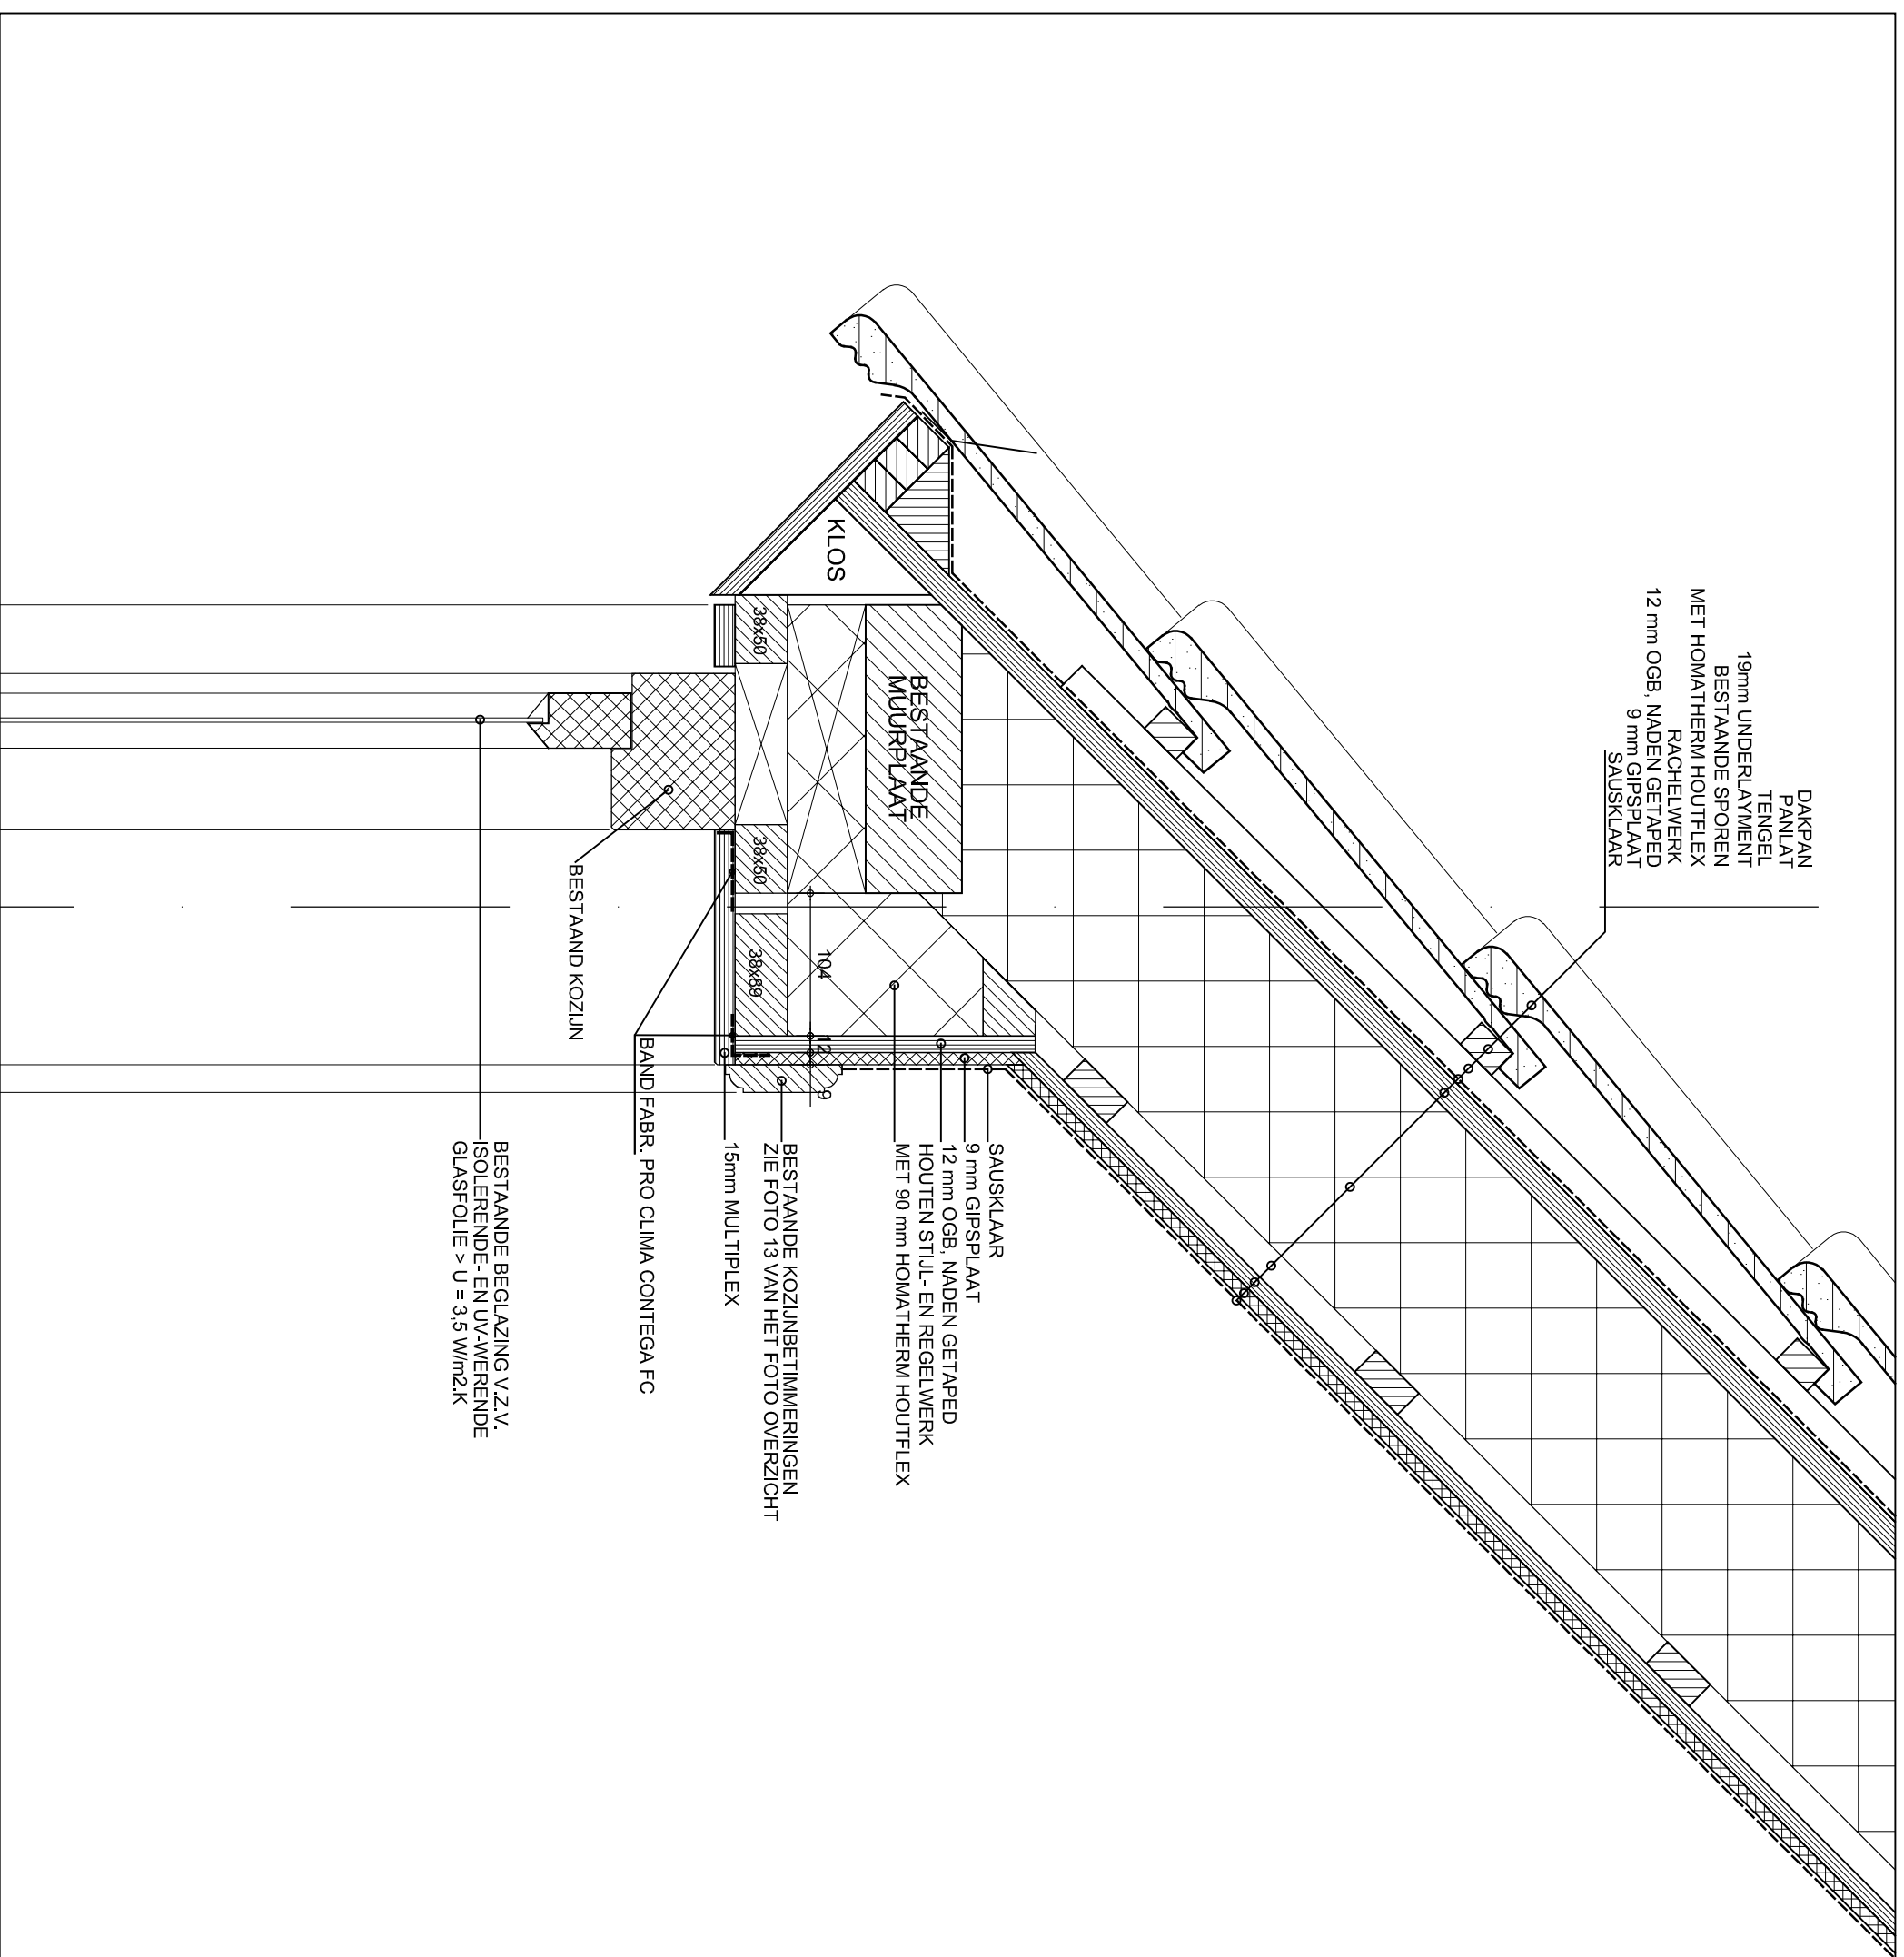 DAKPAN
PANLAT
TENGEL
19mm UNDERLAYMENT
BESTAANDE SPOREN
MET HOMATHERM HOUTFLEX
RACHELWERK
12 mm OGB, NADEN GETAPED
9 mm GIPSPLAAT
SAUSKLAAR
KLOS
BESTAANDE
MUURPLAAT
38x50
38x50
38x89
104
12
9
SAUSKLAAR
9 mm GIPSPLAAT
12 mm OGB, NADEN GETAPED
HOUTEN STIJL- EN REGELWERK
MET 90 mm HOMATHERM HOUTFLEX
BESTAANDE KOZIJNBETIMMERINGEN
ZIE FOTO 13 VAN HET FOTO OVERZICHT
15mm MULTIPLEX
BAND FABR. PRO CLIMA CONTEGA FC
BESTAAND KOZIJN
BESTAANDE BEGLAZING V.Z.V.
ISOLERENDE- EN UV-WERENDE
GLASFOLIE > U = 3,5 W/m2.K